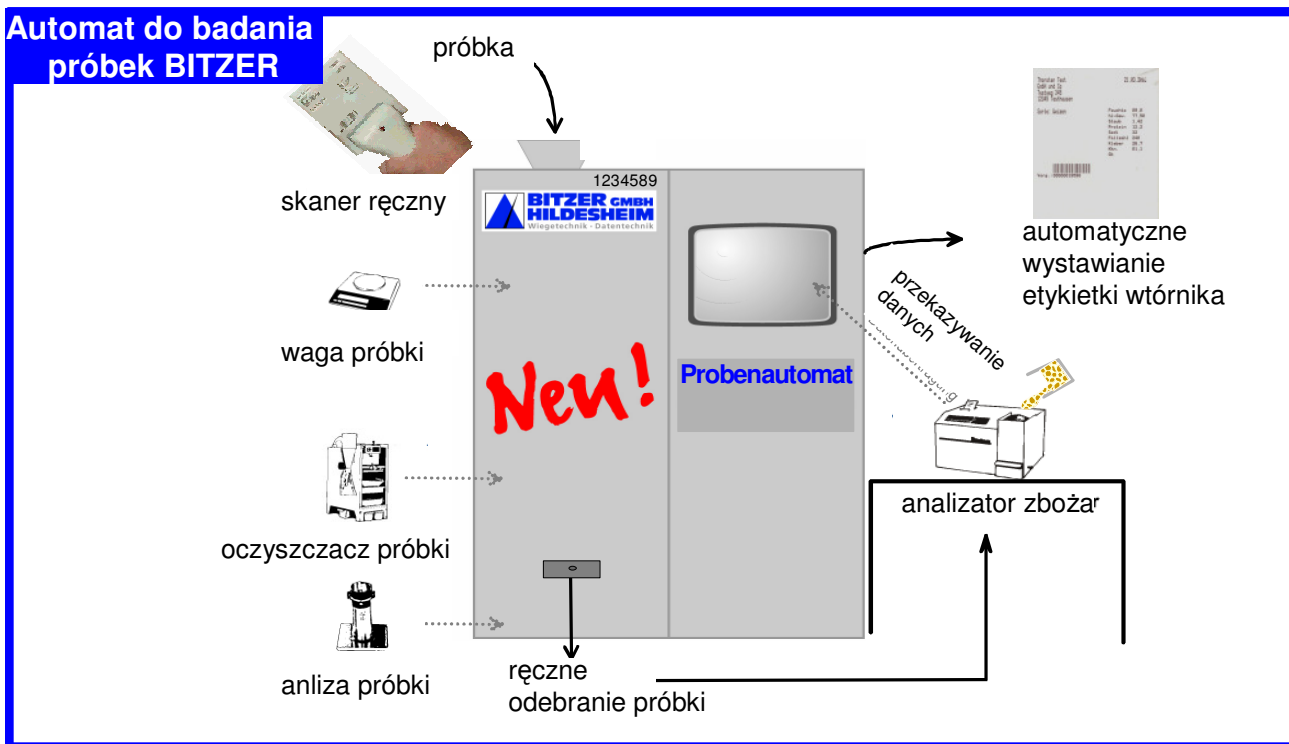 Automat do badania
próbek BITZER
próbka
skaner ręczny
1234589
BITZER GMBH
HILDESHEIM
Wiegetechnik - Datentechnik
automatyczne
wystawianie
etykietki wtórnika
przekazywanie
danych
waga próbki
Neu!
Probenautomat
oczyszczacz próbki
analizator zboża
anliza próbki
ręczne
odebranie próbki